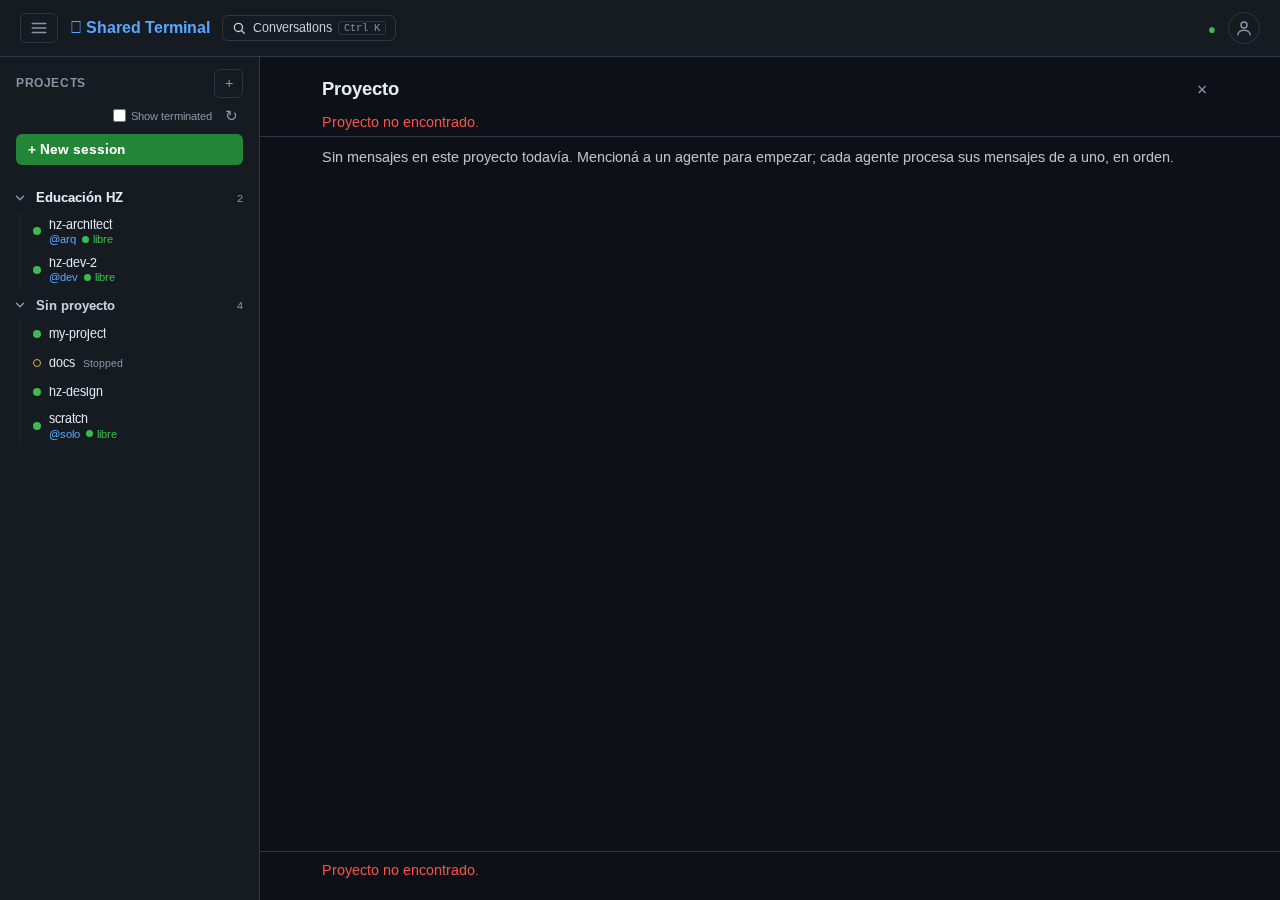 Shared Terminal
Conversations Ctrl K
PROJECTS
+
Show terminated
+ New session
Educación HZ 2
hz-architect
@arq libre
hz-dev-2
@dev libre
Sin proyecto 4
my-project
docs Stopped
hz-design
scratch
@solo libre
Proyecto
×
Proyecto no encontrado.
Sin mensajes en este proyecto todavía. Mencioná a un agente para empezar; cada agente procesa sus mensajes de a uno, en orden.
Proyecto no encontrado.